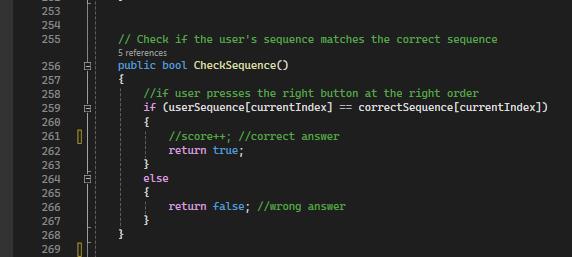 253
254
255 // Check if the user's sequence matches the correct sequence
5 references
256 public bool CheckSequence()
257 {
258 //if user presses the right button at the right order
259 if (userSequence[currentIndex] == correctSequence[currentIndex])
260 {
261 //score++; //correct answer
262 return true;
263 }
264 else
265 {
266 return false; //wrong answer
267 }
268 }
269